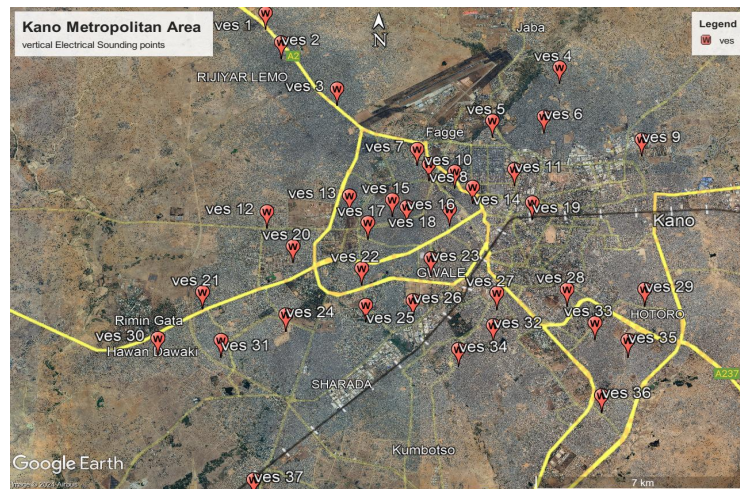 Kano Metropolitan Area
vertical Electrical Sounding points
Legend
ves
N
ves 1
ves 2
A2
Jaba
ves 4
RIJIYAR LEMO
ves 3
ves 5
ves 6
Fagge
ves 9
ves 7
ves 10
ves 8
ves 11
ves 13
ves 15
ves 14
ves 12
ves 16
ves 19
ves 17
ves 18
Kano
ves 20
ves 22
ves 23
GWALE
ves 21
ves 27
ves 28
ves 29
ves 26
ves 24
ves 25
HOTORO
Rimin Gata
ves 33
ves 32
ves 30
ves 31
ves 34
ves 35
Hawan Dawaki
A237
SHARADA
ves 36
Kumbotso
Google Earth
ves 37
7 km